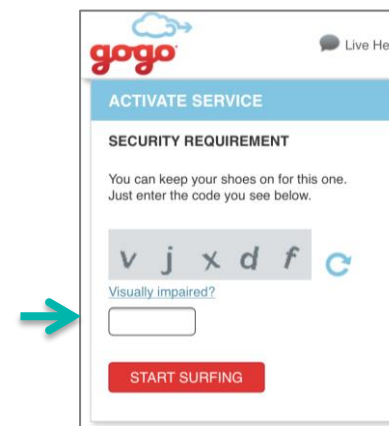 gogo
Live He
ACTIVATE SERVICE
SECURITY REQUIREMENT
You can keep your shoes on for this one.
Just enter the code you see below.
v j x d f
Visually impaired?
START SURFING